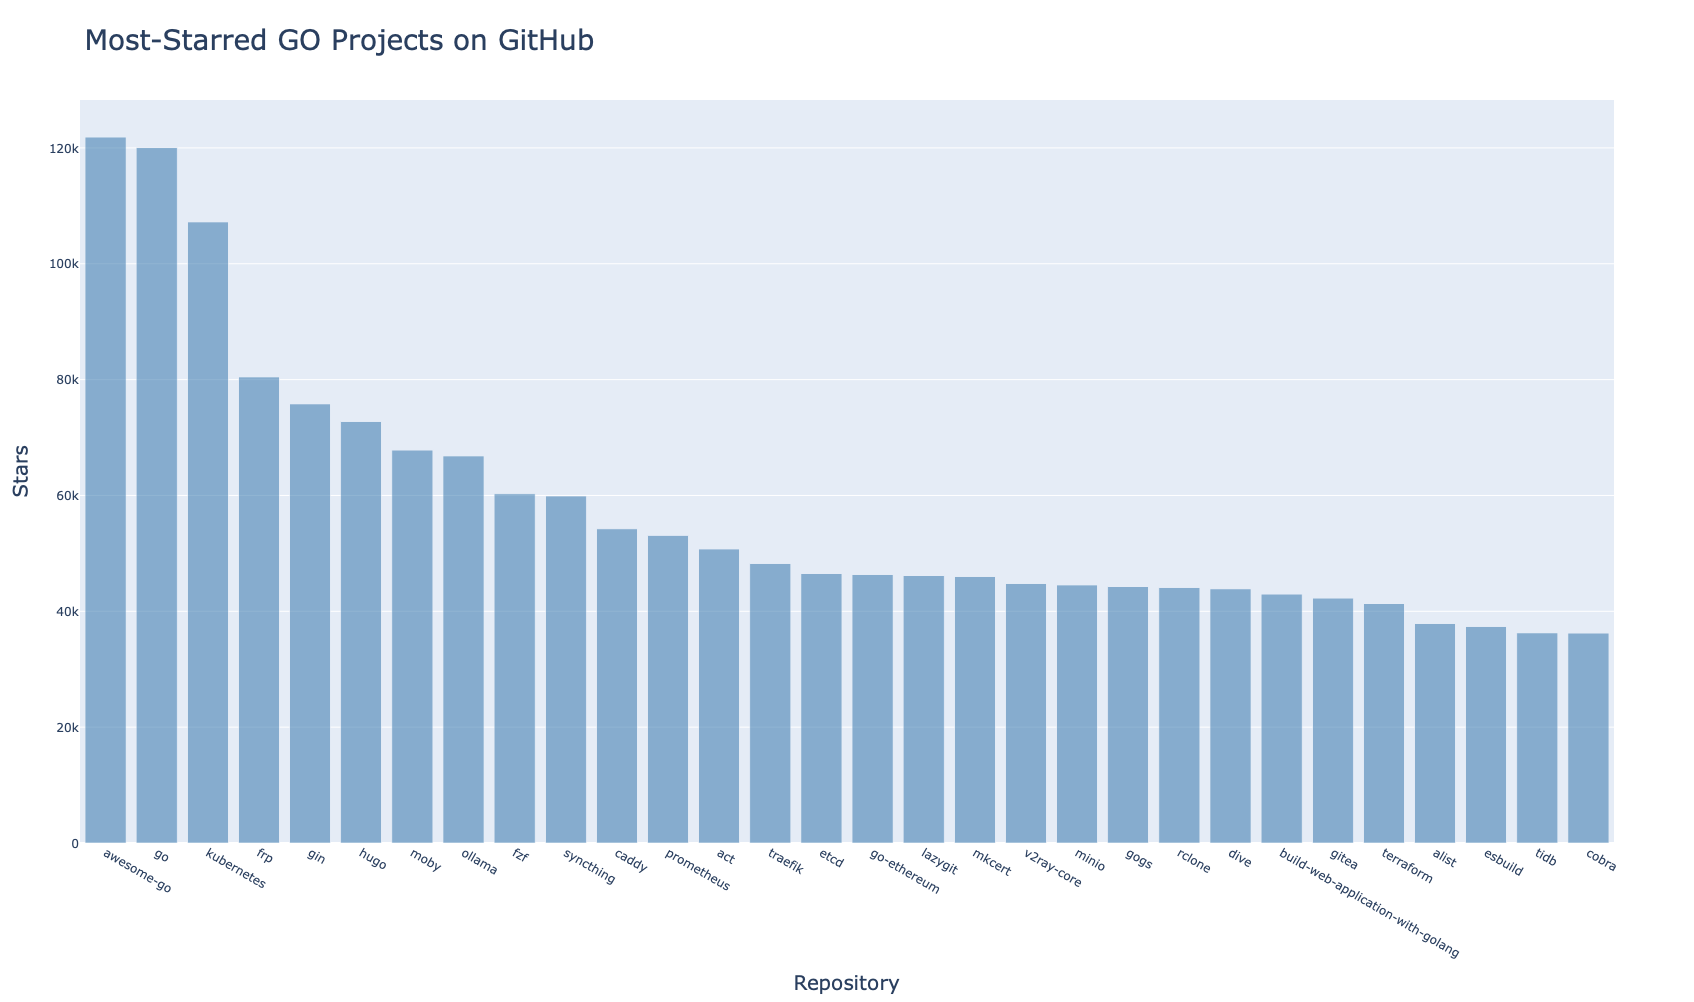 Most-Starred GO Projects on GitHub
Stars
120k
100k
80k
60k
40k
20k
0
awesome-go
go
kubernetes
frp
gin
hugo
moby
ollama
fzf
syncthing
caddy
prometheus
act
traefik
etcd
go-ethereum
lazygit
mkcert
v2ray-core
minio
gogs
rclone
dive
build-web-application-with-golang
gitea
terraform
alist
esbuild
tidb
cobra
Repository